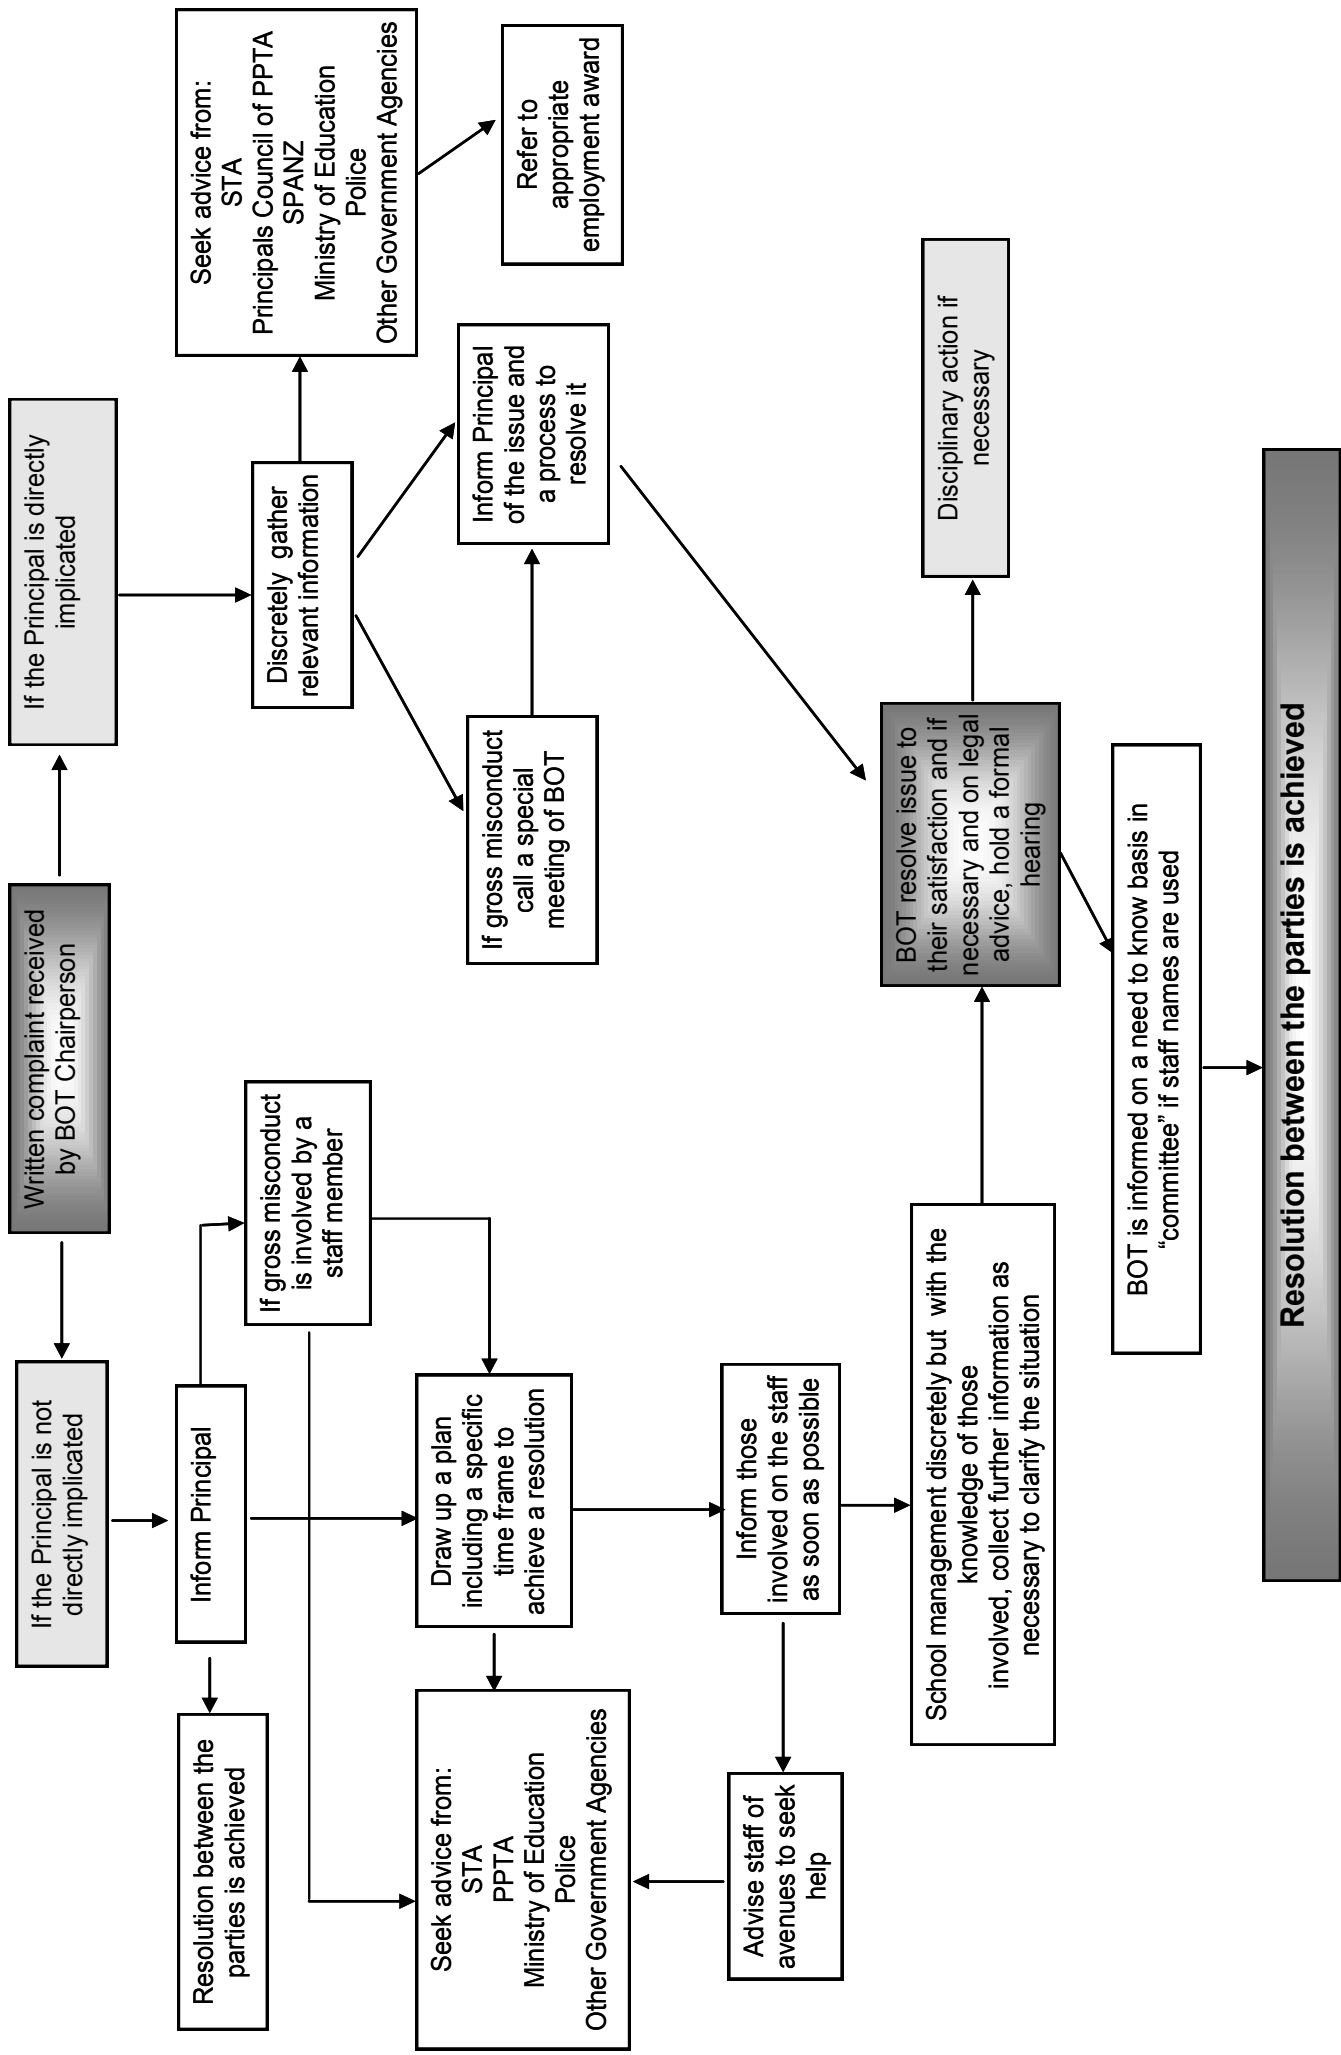 Written complaint received
by BOT Chairperson
If the Principal is not
directly implicated
If the Principal is directly
implicated
Inform Principal
Resolution between the
parties is achieved
If gross misconduct
is involved by a
staff member
Draw up a plan
including a specific
time frame to
achieve a resolution
Seek advice from:
STA
PPTA
Ministry of Education
Police
Other Government Agencies
Inform those
involved on the staff
as soon as possible
Advise staff of
avenues to seek
help
School management discretely but with the
knowledge of those
involved, collect further information as
necessary to clarify the situation
Discretely gather
relevant information
Seek advice from:
STA
Principals Council of PPTA
SPANZ
Ministry of Education
Police
Other Government Agencies
Refer to
appropriate
employment award
If gross misconduct
call a special
meeting of BOT
Inform Principal
of the issue and
a process to
resolve it
BOT resolve issue to
their satisfaction and if
necessary and on legal
advice, hold a formal
hearing
Disciplinary action if
necessary
BOT is informed on a need to know basis in
“committee” if staff names are used
Resolution between the parties is achieved